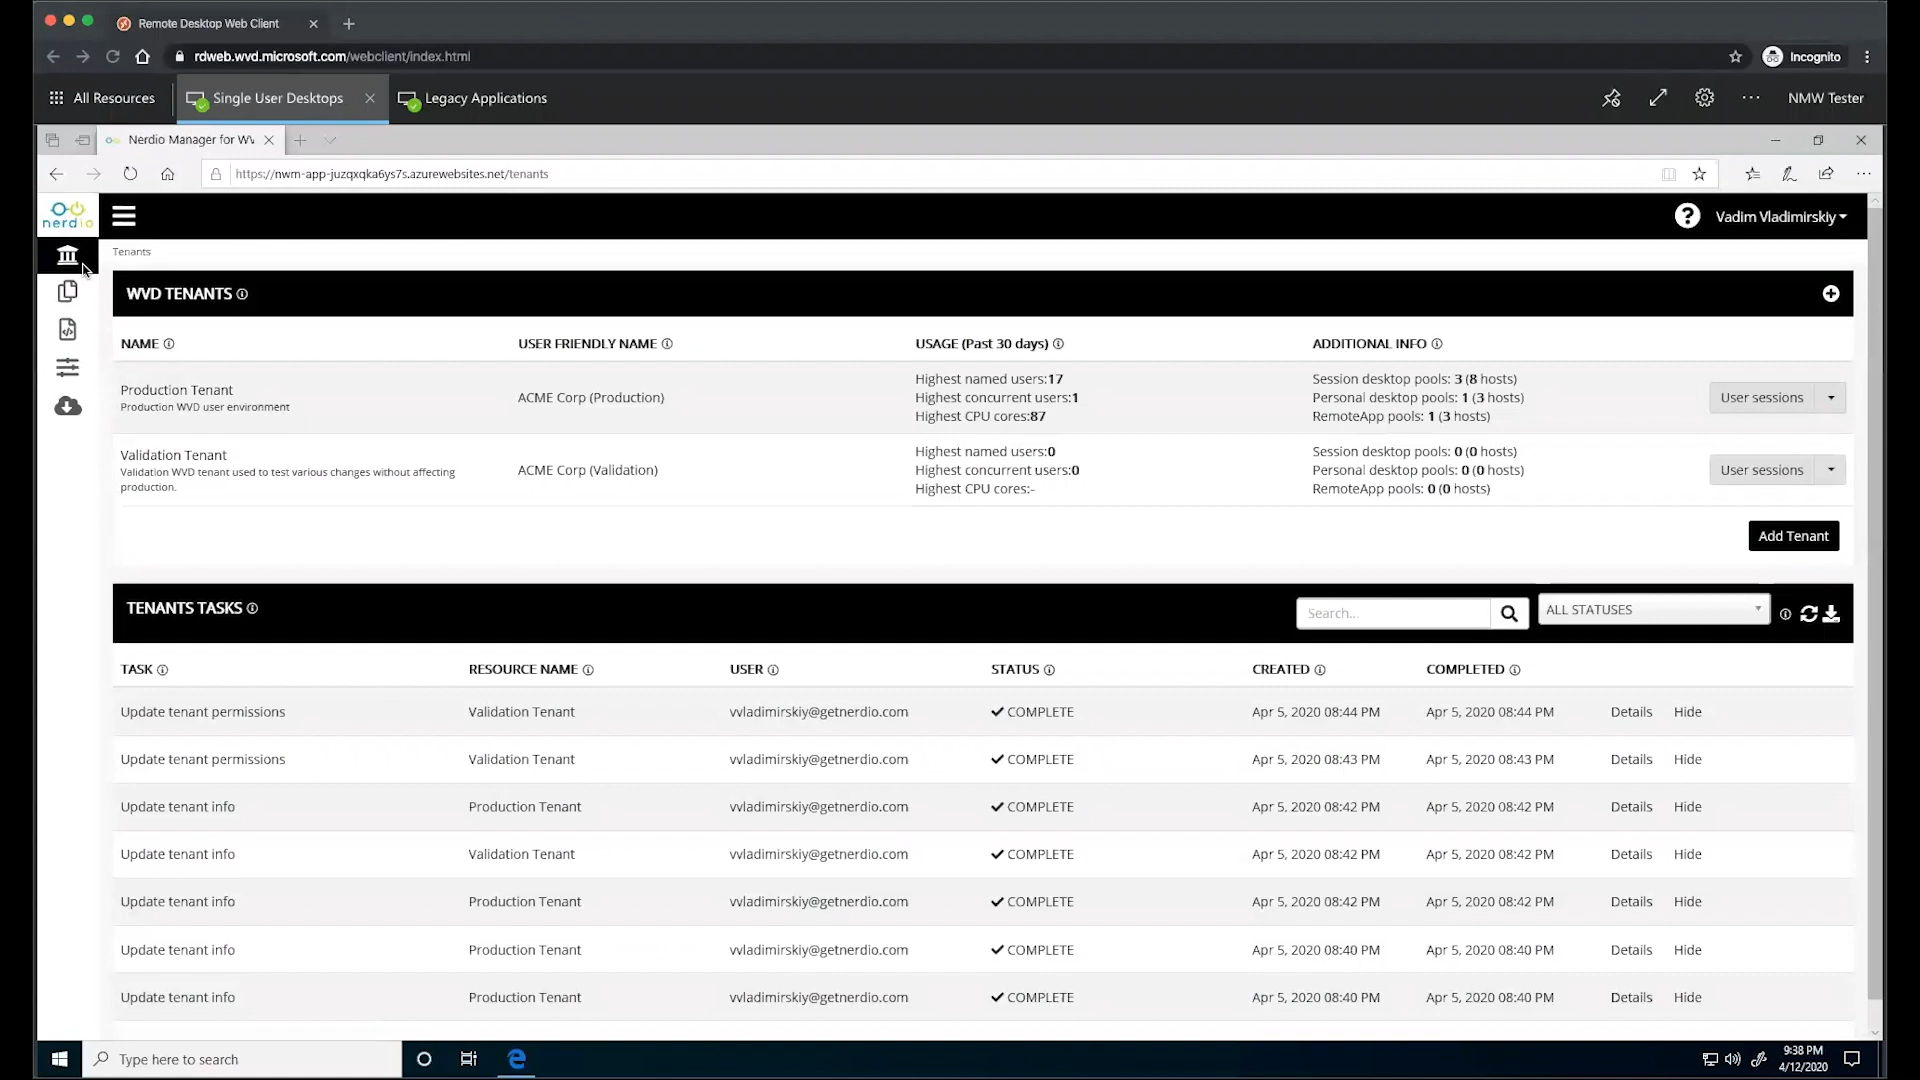 Remote Desktop Web Client
rdweb.wvd.microsoft.com/webclient/index.html
Incognito
All Resources
Single User Desktops
Legacy Applications
NMW Tester
Nerdio Manager for WV
https://nwm-app-juzqxqka6ys7s.azurewebsites.net/tenants
nerdio
Vadim Vladimirskiy
Tenants
WVD TENANTS
NAME USER FRIENDLY NAME USAGE (Past 30 days) ADDITIONAL INFO
Production Tenant
Production WVD user environment
ACME Corp (Production)
Highest named users:17
Highest concurrent users:1
Highest CPU cores:87
Session desktop pools: 3 (8 hosts)
Personal desktop pools: 1 (3 hosts)
RemoteApp pools: 1 (3 hosts)
User sessions
Validation Tenant
Validation WVD tenant used to test various changes without affecting
production.
ACME Corp (Validation)
Highest named users:0
Highest concurrent users:0
Highest CPU cores:-
Session desktop pools: 0 (0 hosts)
Personal desktop pools: 0 (0 hosts)
RemoteApp pools: 0 (0 hosts)
User sessions
Add Tenant
TENANTS TASKS
Search...
ALL STATUSES
TASK RESOURCE NAME USER STATUS CREATED COMPLETED
Update tenant permissions Validation Tenant vvladimirskiy@getnerdio.com COMPLETE Apr 5, 2020 08:44 PM Apr 5, 2020 08:44 PM Details Hide
Update tenant permissions Validation Tenant vvladimirskiy@getnerdio.com COMPLETE Apr 5, 2020 08:43 PM Apr 5, 2020 08:43 PM Details Hide
Update tenant info Production Tenant vvladimirskiy@getnerdio.com COMPLETE Apr 5, 2020 08:42 PM Apr 5, 2020 08:42 PM Details Hide
Update tenant info Validation Tenant vvladimirskiy@getnerdio.com COMPLETE Apr 5, 2020 08:42 PM Apr 5, 2020 08:42 PM Details Hide
Update tenant info Production Tenant vvladimirskiy@getnerdio.com COMPLETE Apr 5, 2020 08:42 PM Apr 5, 2020 08:42 PM Details Hide
Update tenant info Production Tenant vvladimirskiy@getnerdio.com COMPLETE Apr 5, 2020 08:40 PM Apr 5, 2020 08:40 PM Details Hide
Update tenant info Production Tenant vvladimirskiy@getnerdio.com COMPLETE Apr 5, 2020 08:40 PM Apr 5, 2020 08:40 PM Details Hide
Type here to search
9:38 PM
4/12/2020